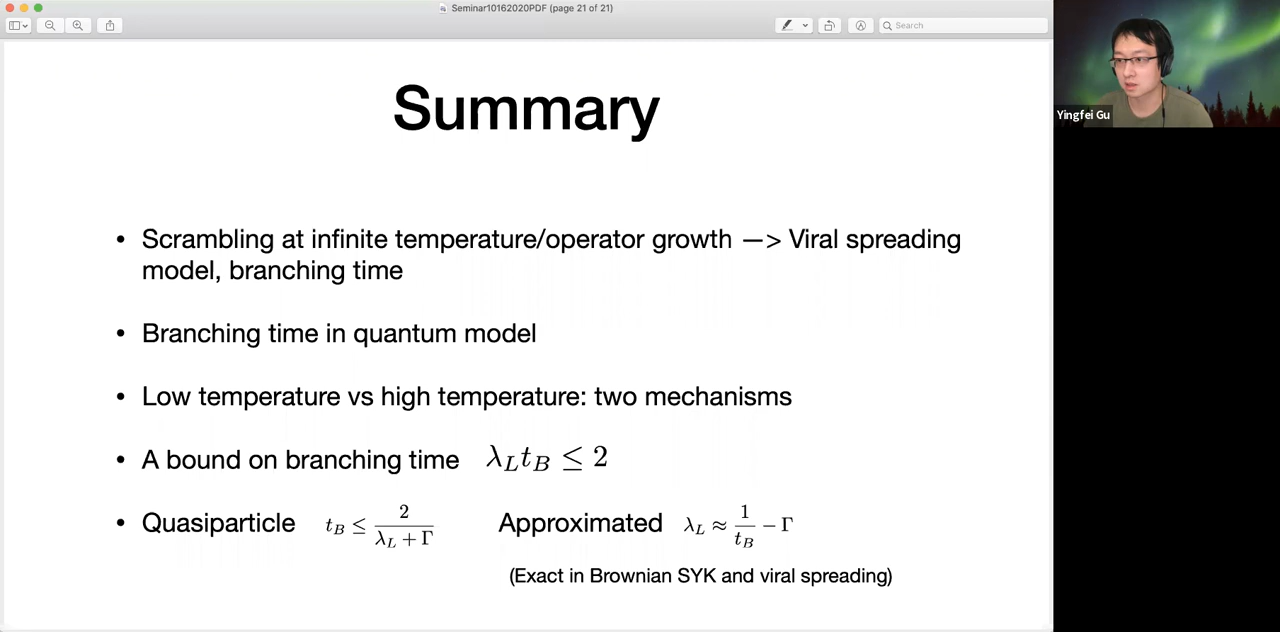 Seminar10162020PDF (page 21 of 21)
Search
Yingfei Gu
Summary
• Scrambling at infinite temperature/operator growth —> Viral spreading
model, branching time
• Branching time in quantum model
• Low temperature vs high temperature: two mechanisms
• A bound on branching time λ_L t_B ≤ 2
• Quasiparticle t_B ≤ 2/(λ_L + Γ) Approximated λ_L ≈ 1/t_B − Γ
(Exact in Brownian SYK and viral spreading)